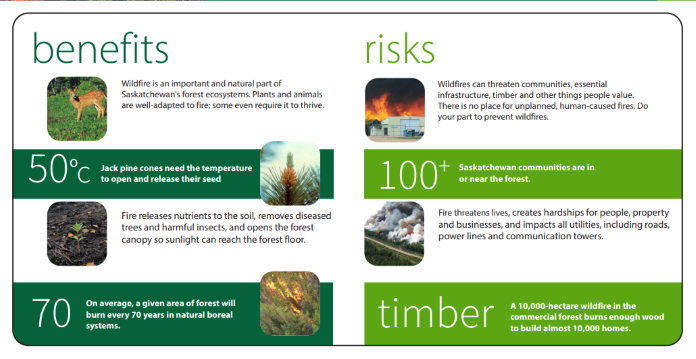 benefits
Wildfire is an important and natural part of
Saskatchewan's forest ecosystems. Plants and animals
are well-adapted to fire; some even require it to thrive.
50°C
Jack pine cones need the temperature
to open and release their seed
Fire releases nutrients to the soil, removes diseased
trees and harmful insects, and opens the forest
canopy so sunlight can reach the forest floor.
70
On average, a given area of forest will
burn every 70 years in natural boreal
systems.
risks
Wildfires can threaten communities, essential
infrastructure, timber and other things people value.
There is no place for unplanned, human-caused fires. Do
your part to prevent wildfires.
100+
Saskatchewan communities are in
or near the forest.
Fire threatens lives, creates hardships for people, property
and businesses, and impacts all utilities, including roads,
power lines and communication towers.
timber
A 10,000-hectare wildfire in the
commercial forest burns enough wood
to build almost 10,000 homes.